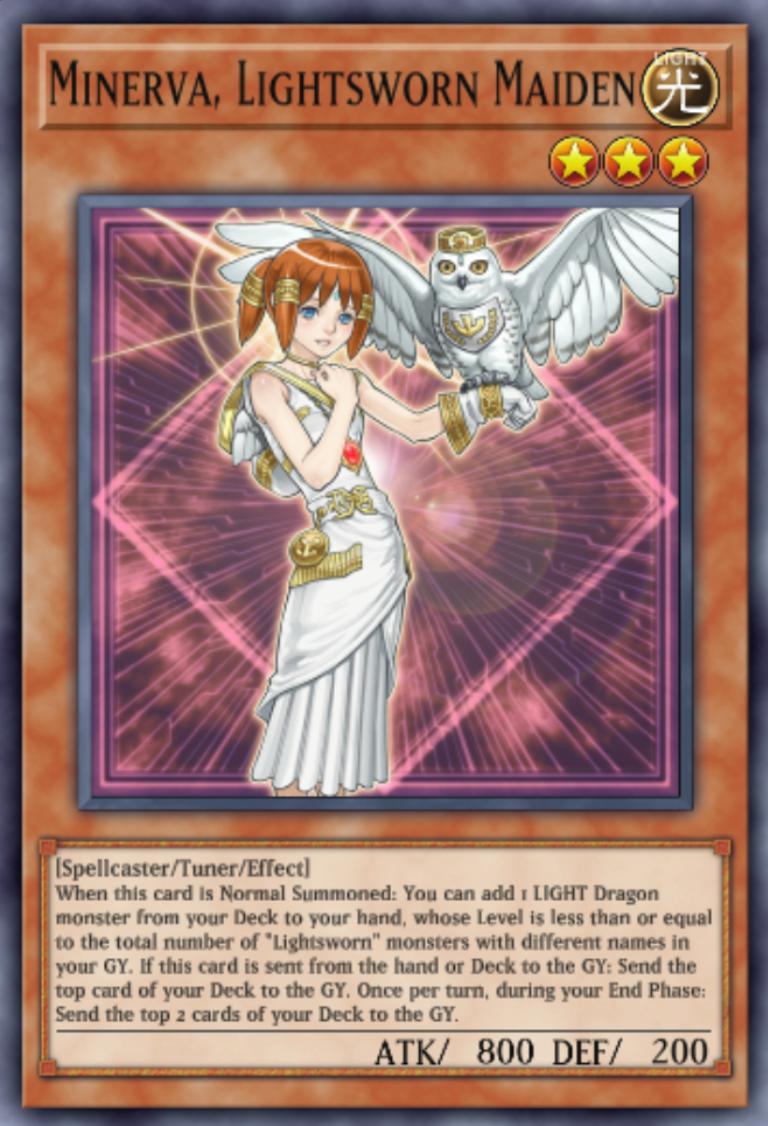 MINERVA, LIGHTSWORN MAIDEN
LIGHT
光
[Spellcaster/Tuner/Effect]
When this card is Normal Summoned: You can add 1 LIGHT Dragon
monster from your Deck to your hand, whose Level is less than or equal
to the total number of "Lightsworn" monsters with different names in
your GY. If this card is sent from the hand or Deck to the GY: Send the
top card of your Deck to the GY. Once per turn, during your End Phase:
Send the top 2 cards of your Deck to the GY.
ATK/ 800 DEF/ 200